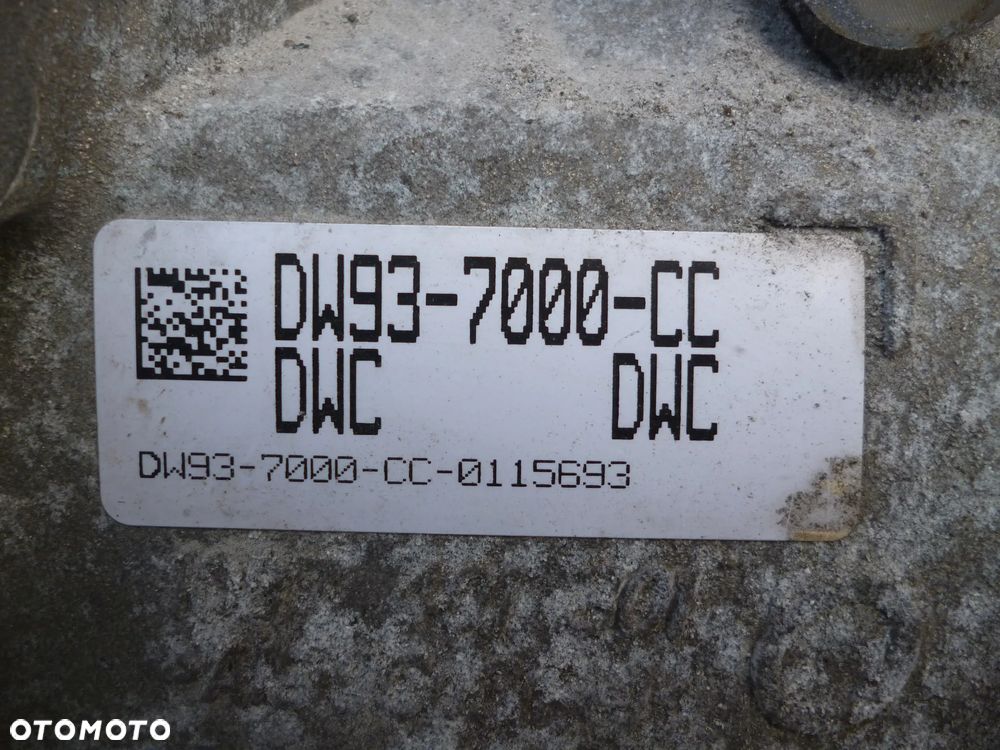 DW93-7000-CC
DWC DWC
DW93-7000-CC-0115693
OTOMOTO